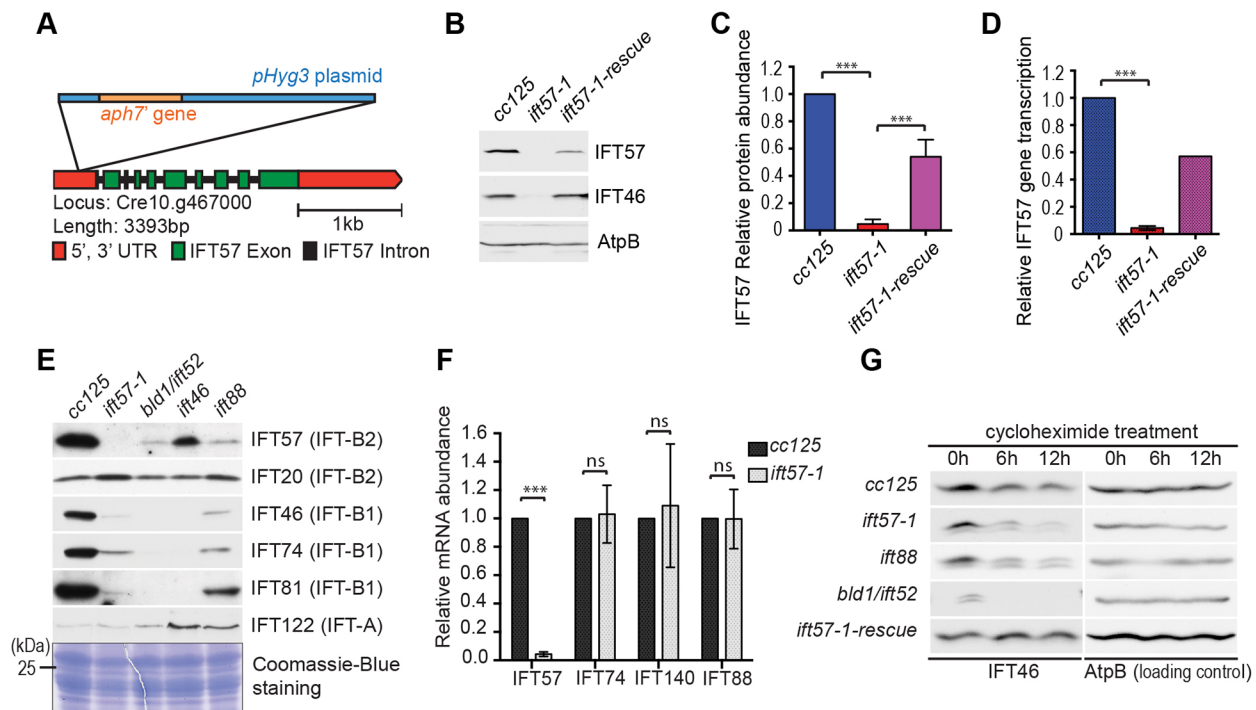 A
pHyg3 plasmid
aph7' gene
Locus: Cre10.g467000
Length: 3393bp
1kb
5', 3' UTR IFT57 Exon IFT57 Intron
B
cc125 ift57-1 ift57-1-rescue
IFT57
IFT46
AtpB
C
IFT57 Relative protein abundance
1.2
1.0
0.8
0.6
0.4
0.2
0
*** ***
cc125 ift57-1 ift57-1-rescue
D
Relative IFT57 gene transcription
1.2
1.0
0.8
0.6
0.4
0.2
0
***
cc125 ift57-1 ift57-1-rescue
E
cc125 ift57-1 bld1/ift52 ift46 ift88
IFT57 (IFT-B2)
IFT20 (IFT-B2)
IFT46 (IFT-B1)
IFT74 (IFT-B1)
IFT81 (IFT-B1)
IFT122 (IFT-A)
(kDa)
25
Coomassie-Blue
staining
F
Relative mRNA abundance
1.6
1.4
1.2
1.0
0.8
0.6
0.4
0.2
0.0
*** ns ns ns
cc125
ift57-1
IFT57 IFT74 IFT140 IFT88
G
cycloheximide treatment
0h 6h 12h 0h 6h 12h
cc125
ift57-1
ift88
bld1/ift52
ift57-1-rescue
IFT46 AtpB (loading control)